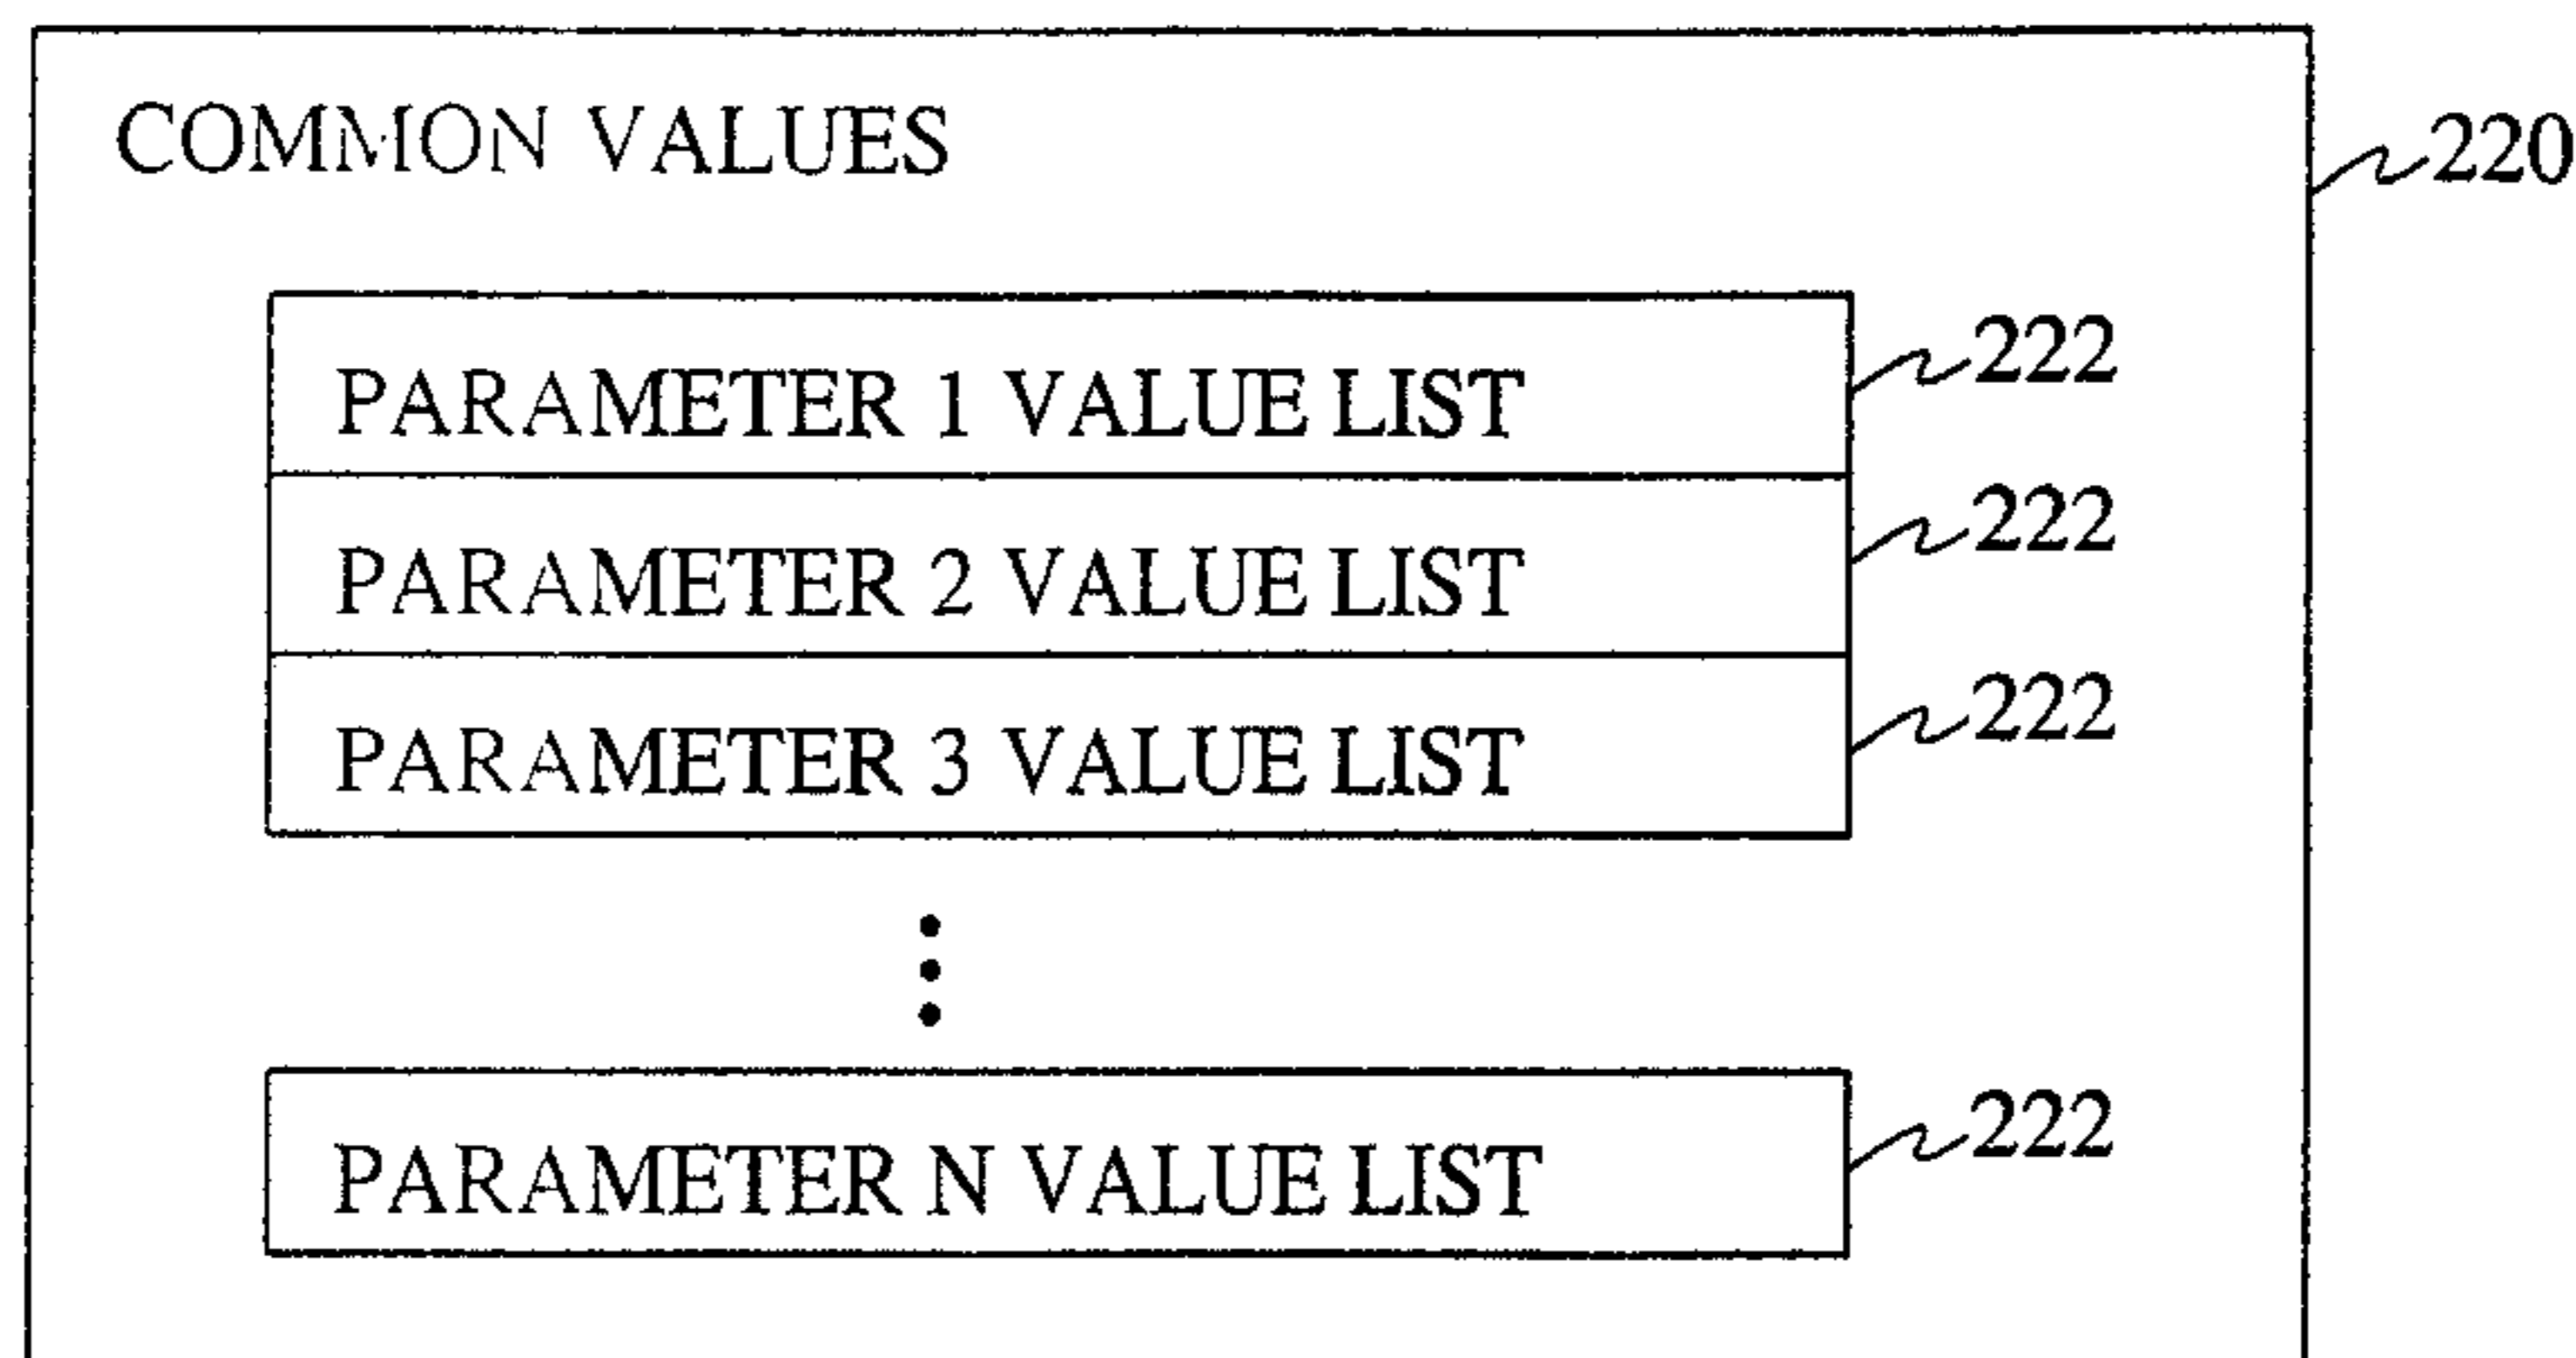 COMMON VALUES
220
PARAMETER 1 VALUE LIST
222
PARAMETER 2 VALUE LIST
222
PARAMETER 3 VALUE LIST
222
PARAMETER N VALUE LIST
222